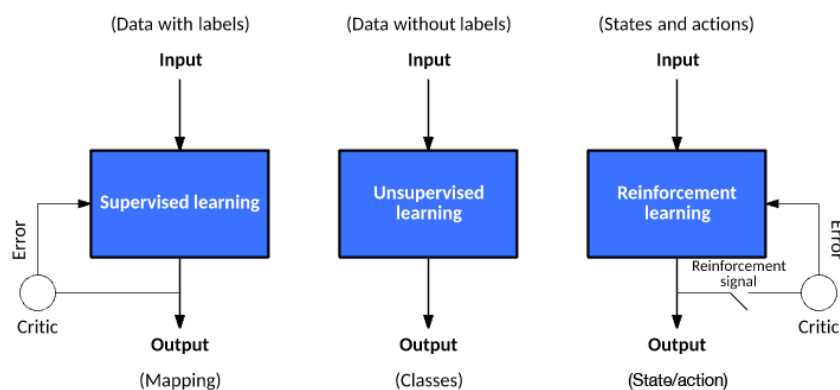 (Data with labels)
Input
Supervised learning
Error
Critic
Output
(Mapping)
(Data without labels)
Input
Unsupervised
learning
Output
(Classes)
(States and actions)
Input
Reinforcement
learning
Error
Reinforcement
signal
Critic
Output
(State/action)